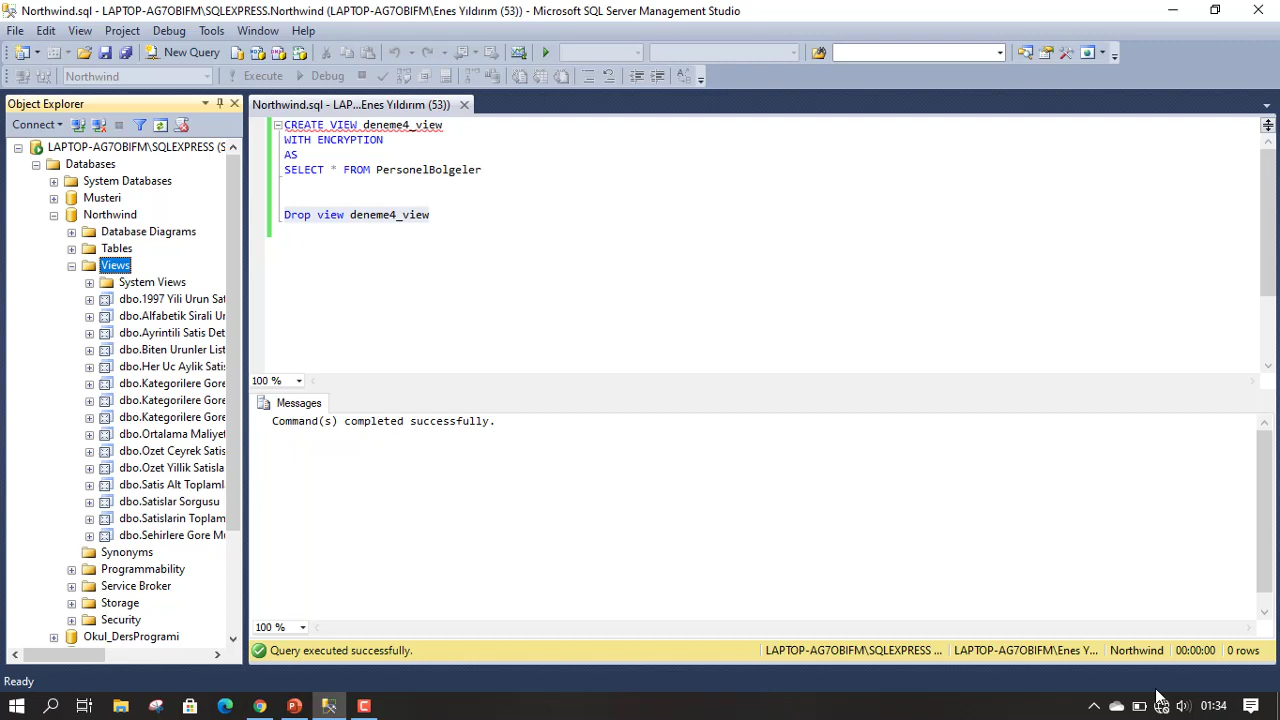 Northwind.sql - LAPTOP-AG7OBIFM\SQLEXPRESS.Northwind (LAPTOP-AG7OBIFM\Enes Yıldırım (53)) - Microsoft SQL Server Management Studio
File Edit View Project Debug Tools Window Help
New Query
Northwind Execute Debug
Object Explorer
Connect
LAPTOP-AG7OBIFM\SQLEXPRESS (S
Databases
System Databases
Musteri
Northwind
Database Diagrams
Tables
Views
System Views
dbo.1997 Yili Urun Sat
dbo.Alfabetik Sirali Ur
dbo.Ayrintili Satis Det
dbo.Biten Urunler List
dbo.Her Uc Aylik Satis
dbo.Kategorilere Gore
dbo.Kategorilere Gore
dbo.Kategorilere Gore
dbo.Ortalama Maliyet
dbo.Ozet Ceyrek Satis
dbo.Ozet Yillik Satisla
dbo.Satis Alt Toplaml
dbo.Satislar Sorgusu
dbo.Satislarin Toplam
dbo.Sehirlere Gore Mu
Synonyms
Programmability
Service Broker
Storage
Security
Okul_DersProgrami
Northwind.sql - LAP...Enes Yıldırım (53))
CREATE VIEW deneme4_view
WITH ENCRYPTION
AS
SELECT * FROM PersonelBolgeler
Drop view deneme4_view
100 %
Messages
Command(s) completed successfully.
100 %
Query executed successfully. LAPTOP-AG7OBIFM\SQLEXPRESS ... LAPTOP-AG7OBIFM\Enes Y... Northwind 00:00:00 0 rows
Ready
01:34